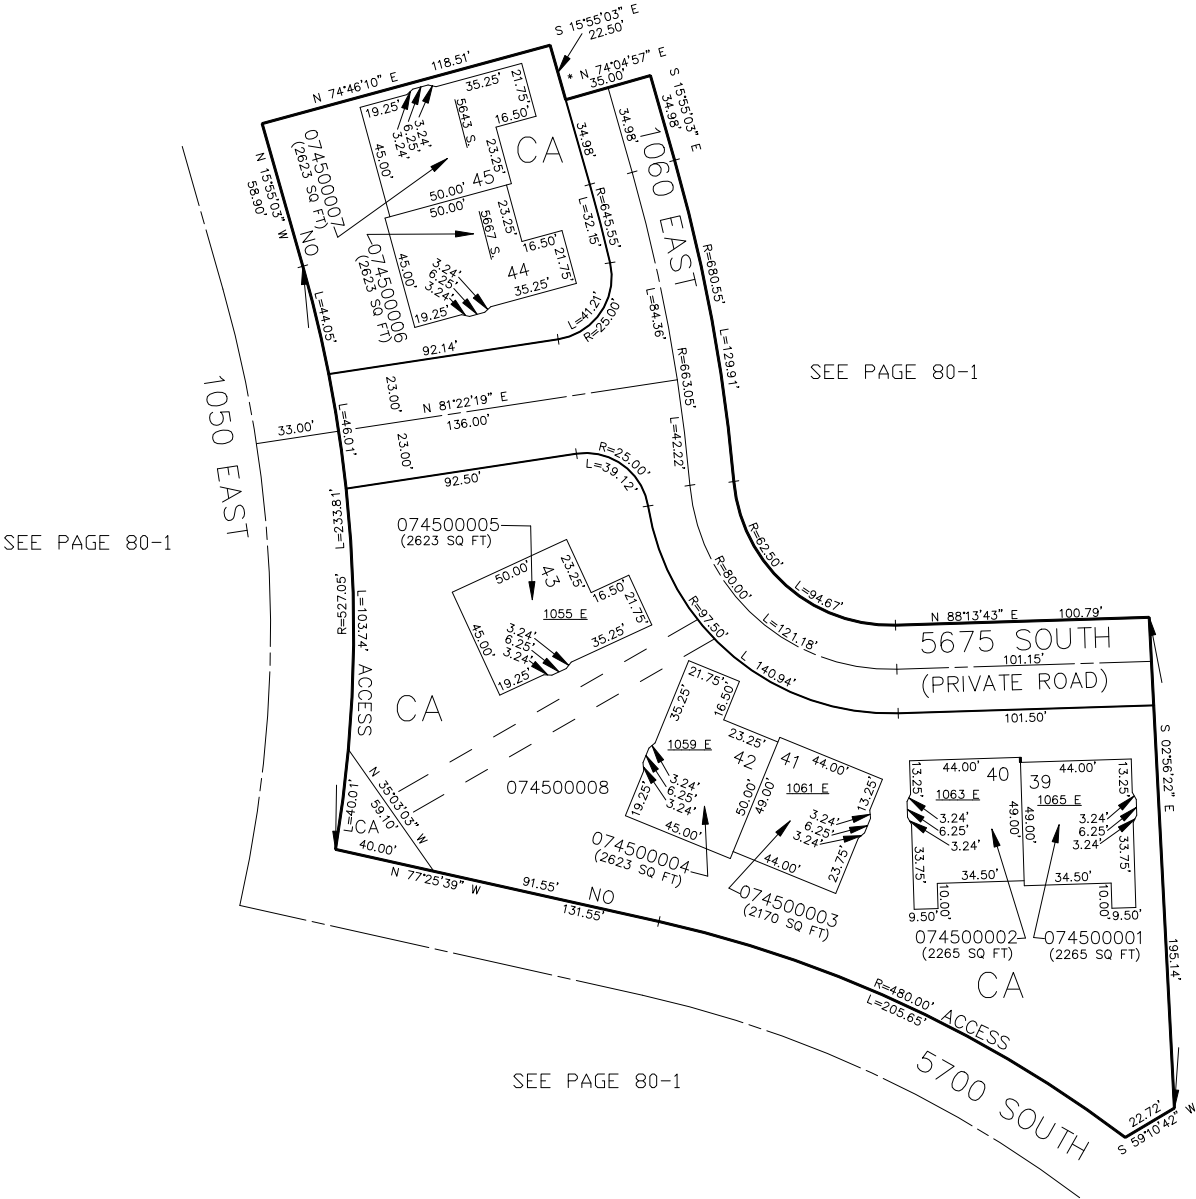 S 15°55'03" E
22.50'
N 74°46'10" E
118.51'
* N 74°04'57" E
35.00'
S 15°55'03" E
34.98'
34.98'
34.98'
19.25'
3.24'
6.25'
3.24'
35.25'
21.75'
16.50'
5643 S.
23.25'
CA
45.00'
50.00'
45
074500007
(2623 SQ FT)
N 15°55'03" W
58.90'
NO
1060 EAST
R=645.55'
L=32.15'
50.00'
5667 S.
23.25'
16.50'
21.75'
44
45.00'
3.24'
6.25'
3.24'
35.25'
19.25'
074500006
(2623 SQ FT)
L=44.05'
L=41.21'
R=25.00'
R=680.55'
L=129.91'
L=84.36'
R=663.05'
L=42.22'
92.14'
23.00'
N 81°22'19" E
136.00'
23.00'
33.00'
L=46.01'
1050 EAST
SEE PAGE 80-1
SEE PAGE 80-1
92.50'
R=25.00'
L=39.12'
L=233.81'
R=527.05'
L=103.74'
ACCESS
074500005
(2623 SQ FT)
50.00'
43
23.25'
16.50'
21.75'
1055 E
35.25'
45.00'
3.24'
6.25'
3.24'
19.25'
R=62.50'
L=94.67'
R=80.00'
L=121.18'
R=97.50'
L 140.94'
N 88°13'43" E
100.79'
5675 SOUTH
101.15'
(PRIVATE ROAD)
101.50'
CA
21.75'
16.50'
35.25'
23.25'
1059 E
42
3.24'
6.25'
3.24'
19.25'
50.00'
45.00'
074500004
(2623 SQ FT)
41
44.00'
49.00'
1061 E
13.25'
3.24'
6.25'
3.24'
23.75'
44.00'
074500003
(2170 SQ FT)
13.25'
44.00'
40
1063 E
3.24'
6.25'
3.24'
49.00'
33.75'
34.50'
10.00'
9.50'
074500002
(2265 SQ FT)
39
44.00'
13.25'
1065 E
49.00'
3.24'
6.25'
3.24'
33.75'
34.50'
10.00'
9.50'
074500001
(2265 SQ FT)
S 02°56'22" E
195.14'
074500008
N 35°03'03" W
59.10'
L=40.01'
CA
40.00'
N 77°25'39" W
91.55'
131.55'
NO
CA
R=480.00'
L=205.65'
ACCESS
5700 SOUTH
SEE PAGE 80-1
22.72'
S 59°10'42" W